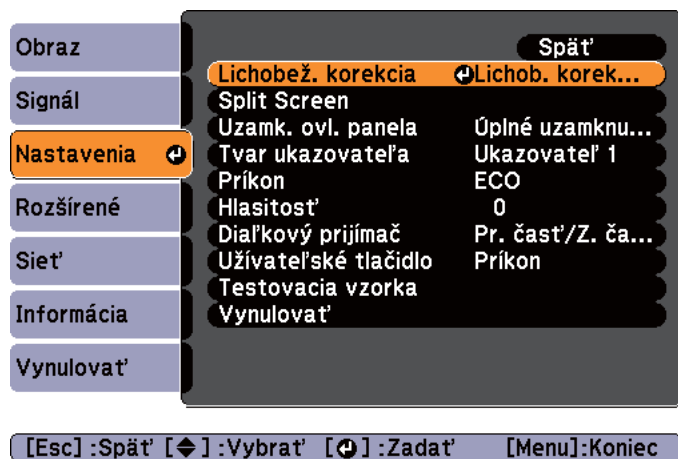 Obraz
Signál
Nastavenia
Rozšírené
Sieť
Informácia
Vynulovať
Späť
Lichobež. korekcia Lichob. korek...
Split Screen
Uzamk. ovl. panela Úplné uzamknu...
Tvar ukazovateľa Ukazovateľ 1
Príkon ECO
Hlasitosť 0
Diaľkový prijímač Pr. časť/Z. ča...
Užívateľské tlačidlo Príkon
Testovacia vzorka
Vynulovať
[Esc] :Späť [◆] :Vybrať [⏎] :Zadať [Menu]:Koniec